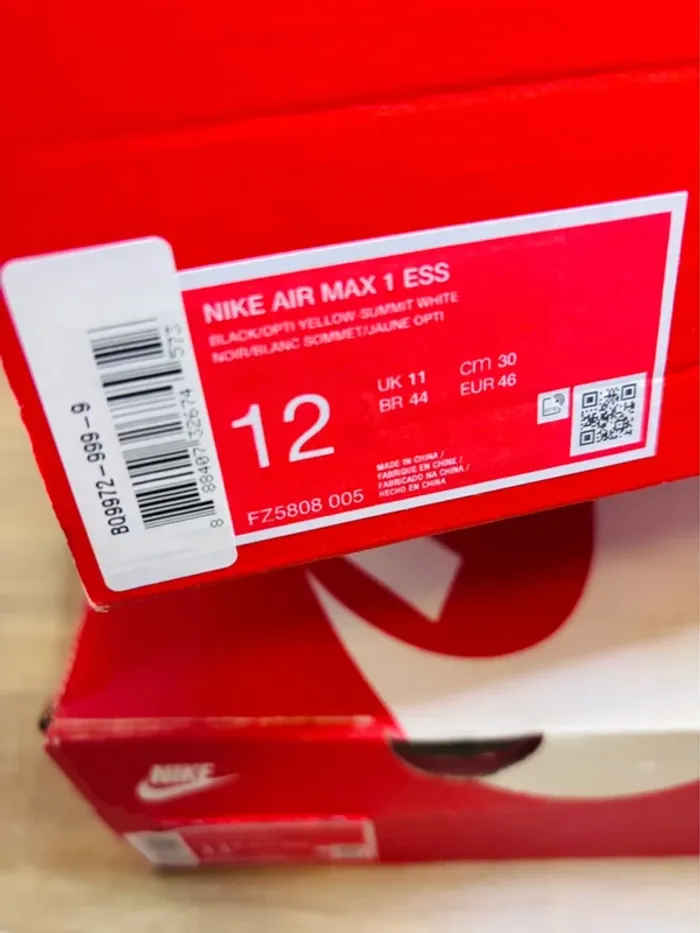 NIKE AIR MAX 1 ESS
BLACK/OPTI YELLOW-SUMMIT WHITE
NOIR/BLANC SOMMET/JAUNE OPTI
12
UK 11
BR 44
cm 30
EUR 46
MADE IN CHINA /
FABRIQUE EN CHINE /
FABRICADO NA CHINA /
HECHO EN CHINA
FZ5808 005
8 88407 32674 573
BQ9972-999-9
NIKE